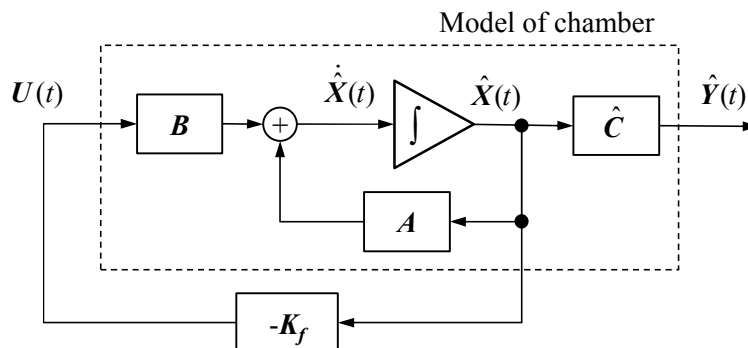 Model of chamber
U(t)
B
+
Ẋ̂(t)
∫
X̂(t)
Ĉ
Ŷ(t)
A
-K_f